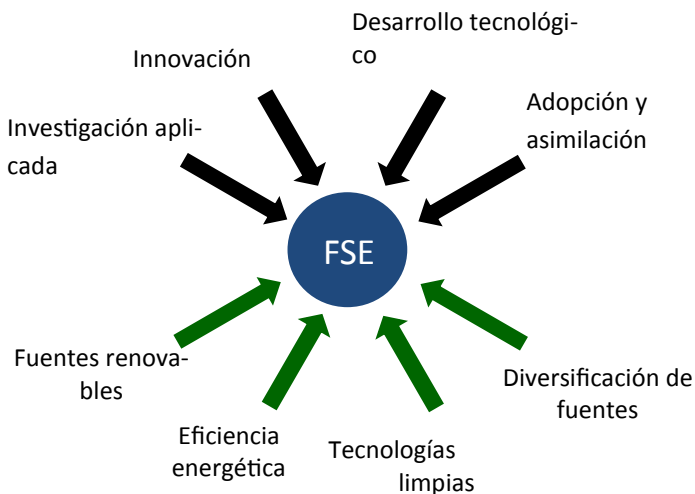 Desarrollo tecnológi-
co
Innovación
Adopción y
asimilación
Investigación apli-
cada
FSE
Fuentes renova-
bles
Diversificación de
fuentes
Eficiencia
energética
Tecnologías
limpias